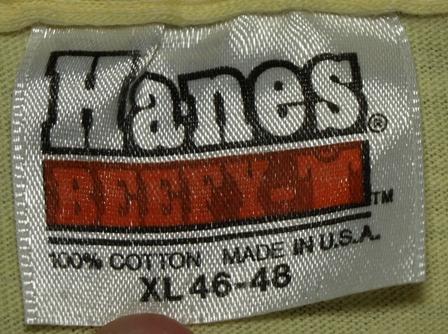 Hanes®
BEEFY-T™
100% COTTON MADE IN U.S.A.
XL 46-48